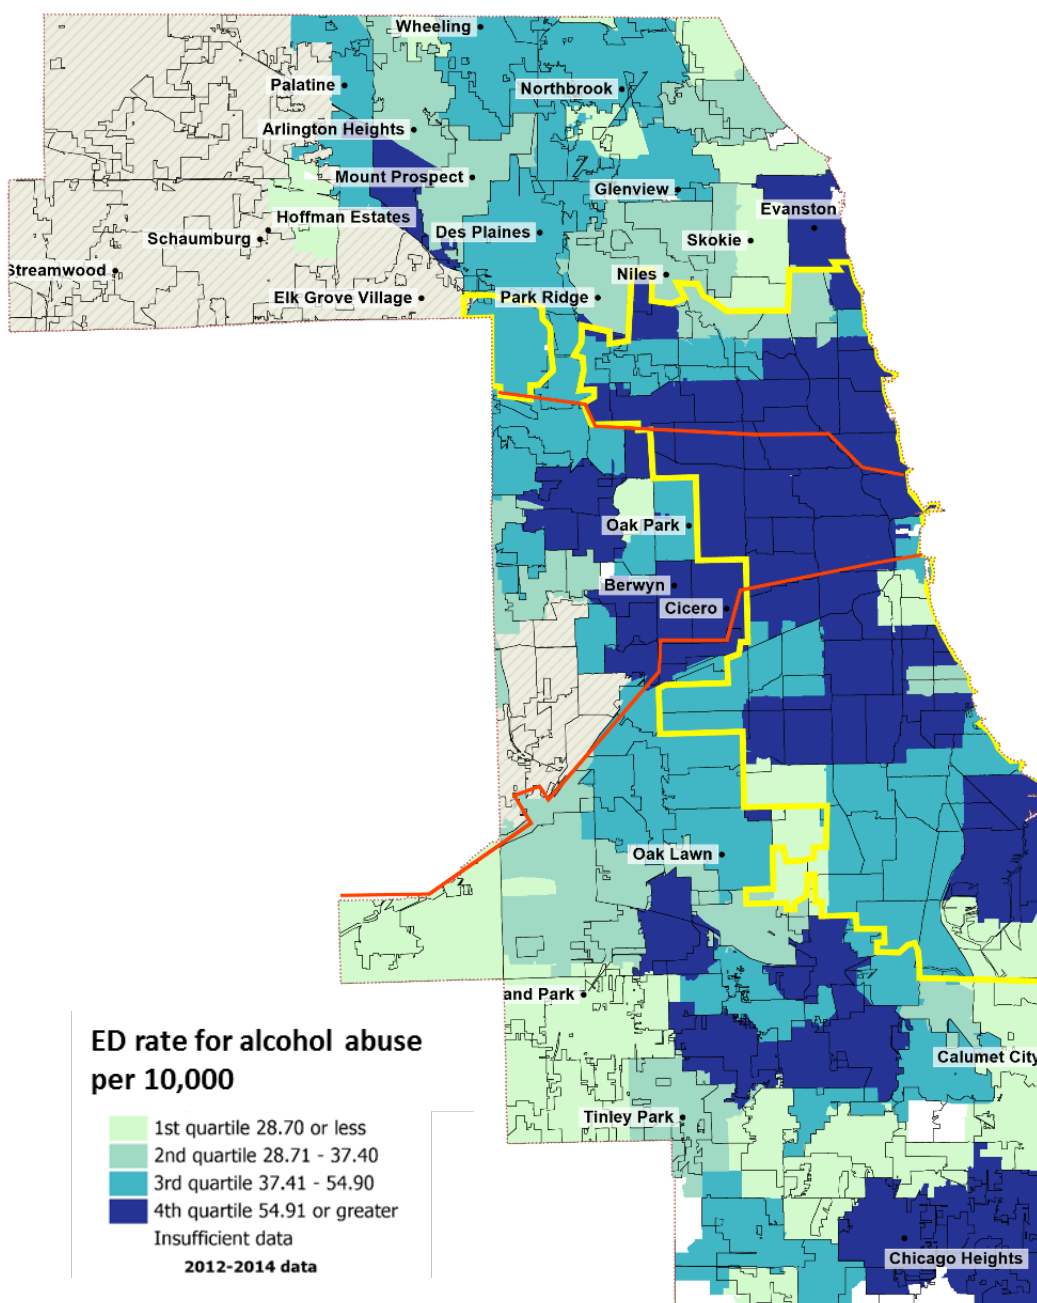 Wheeling
Palatine
Northbrook
Arlington Heights
Mount Prospect
Glenview
Hoffman Estates
Evanston
Schaumburg
Des Plaines
Skokie
Streamwood
Niles
Elk Grove Village
Park Ridge
Oak Park
Berwyn
Cicero
Oak Lawn
and Park
ED rate for alcohol abuse
per 10,000
Calumet City
1st quartile 28.70 or less
Tinley Park
2nd quartile 28.71 - 37.40
3rd quartile 37.41 - 54.90
4th quartile 54.91 or greater
Insufficient data
2012-2014 data
Chicago Heights